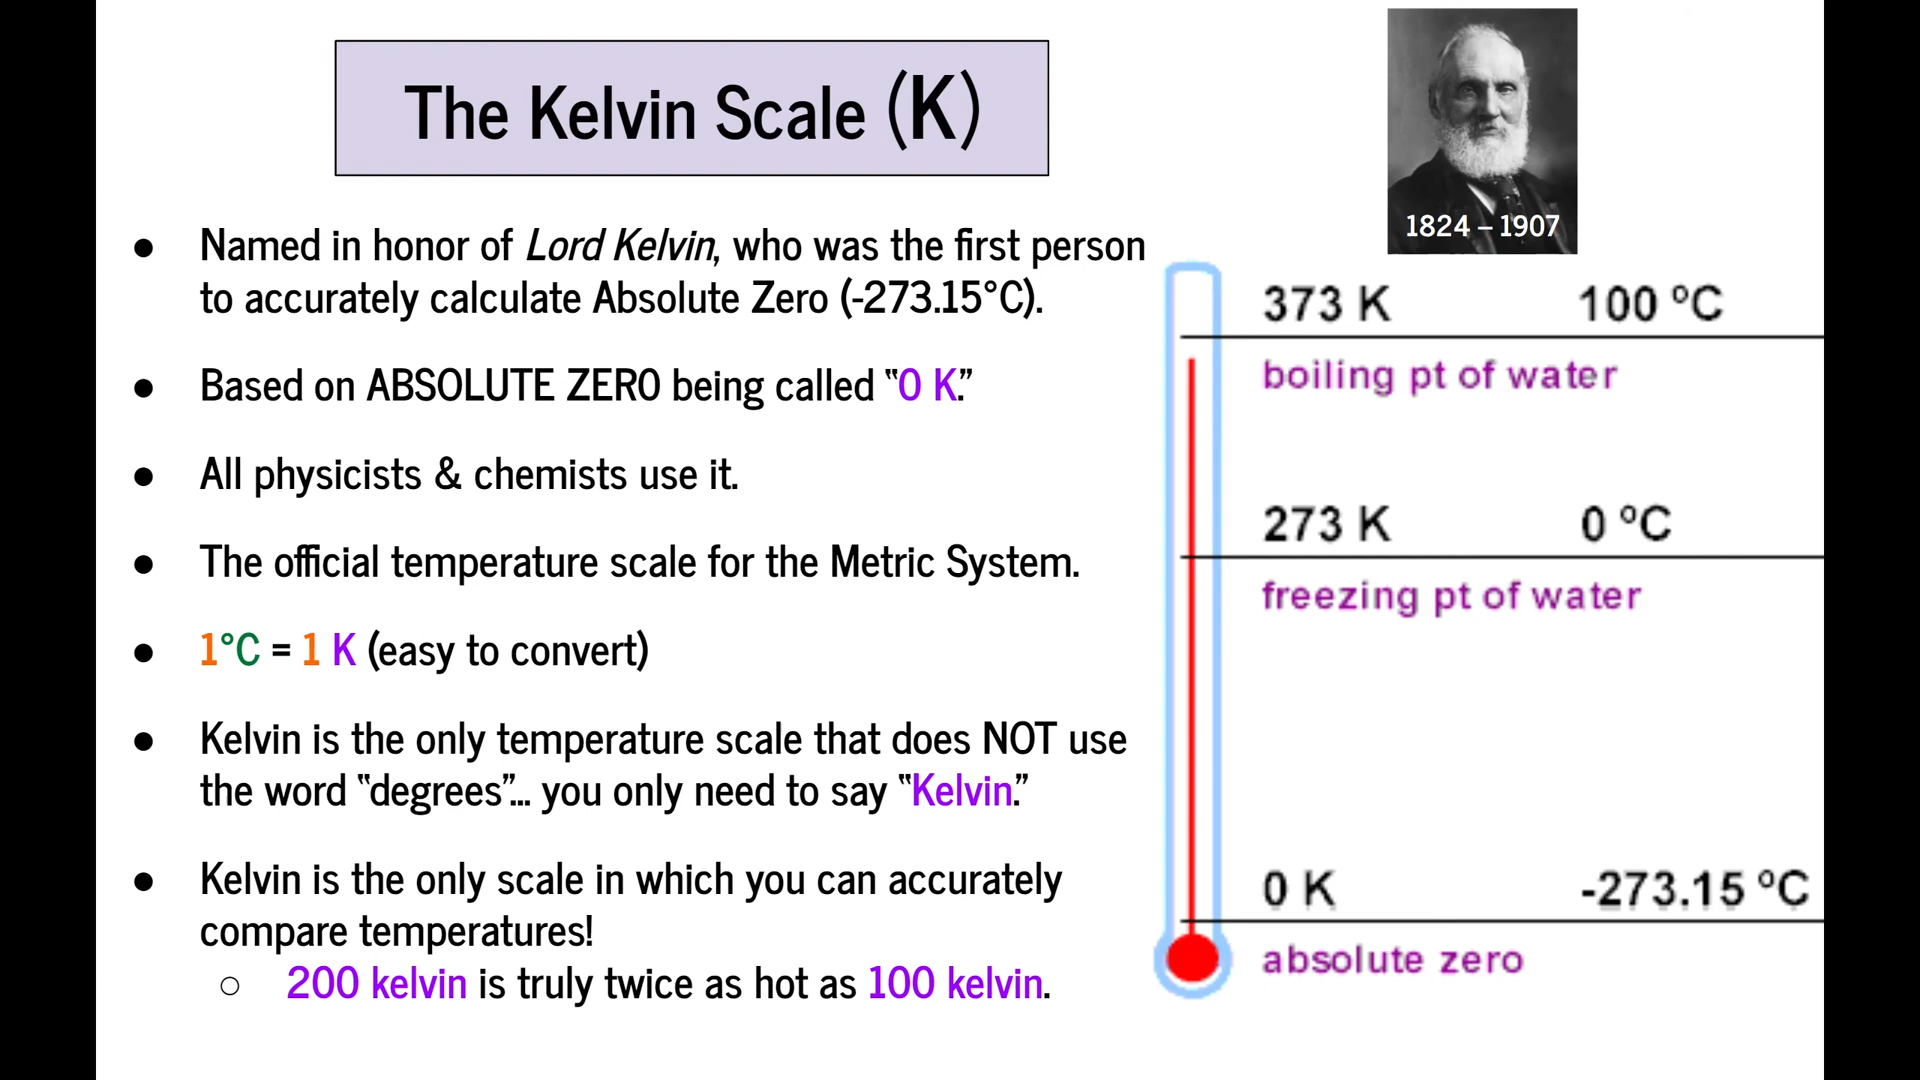 The Kelvin Scale (K)
1824 – 1907
● Named in honor of Lord Kelvin, who was the first person
to accurately calculate Absolute Zero (-273.15°C).
● Based on ABSOLUTE ZERO being called “0 K.”
● All physicists & chemists use it.
● The official temperature scale for the Metric System.
● 1°C = 1 K (easy to convert)
● Kelvin is the only temperature scale that does NOT use
the word “degrees”... you only need to say “Kelvin.”
● Kelvin is the only scale in which you can accurately
compare temperatures!
○ 200 kelvin is truly twice as hot as 100 kelvin.
373 K 100 ºC
boiling pt of water
273 K 0 ºC
freezing pt of water
0 K -273.15 ºC
absolute zero